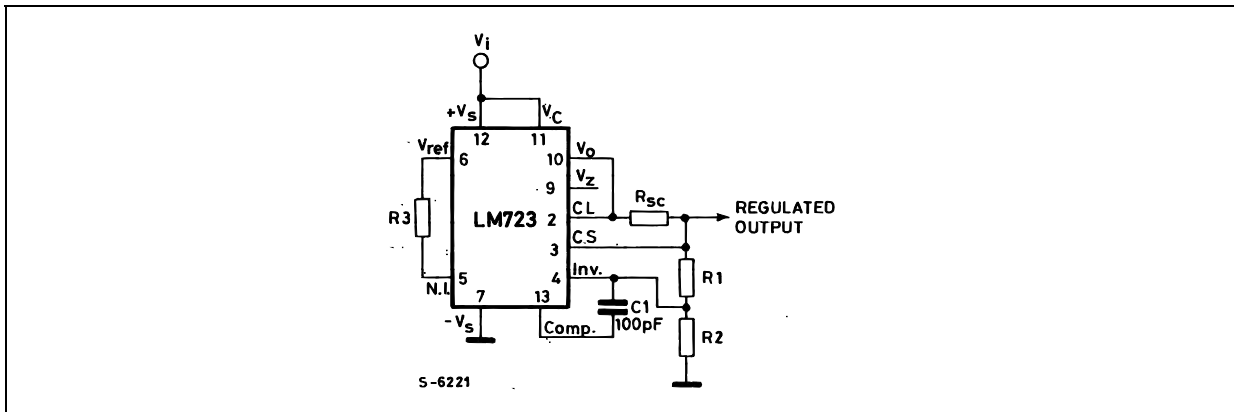 Vi
+Vs
VC
12
11
Vref
6
10
Vo
9
Vz
R3
LM723
2
CL
Rsc
REGULATED
OUTPUT
3
CS
R1
5
N.I.
4
Inv.
7
13
C1
100pF
-Vs
Comp.
R2
S-6221